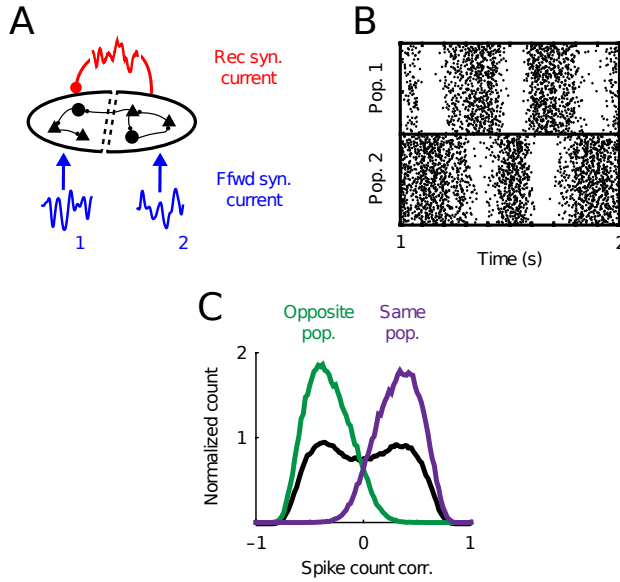 A
Rec syn.
current
Ffwd syn.
current
1
2
B
Pop. 1
Pop. 2
1
2
Time (s)
C
Opposite
pop.
Same
pop.
Normalized count
2
1
−1
0
1
Spike count corr.